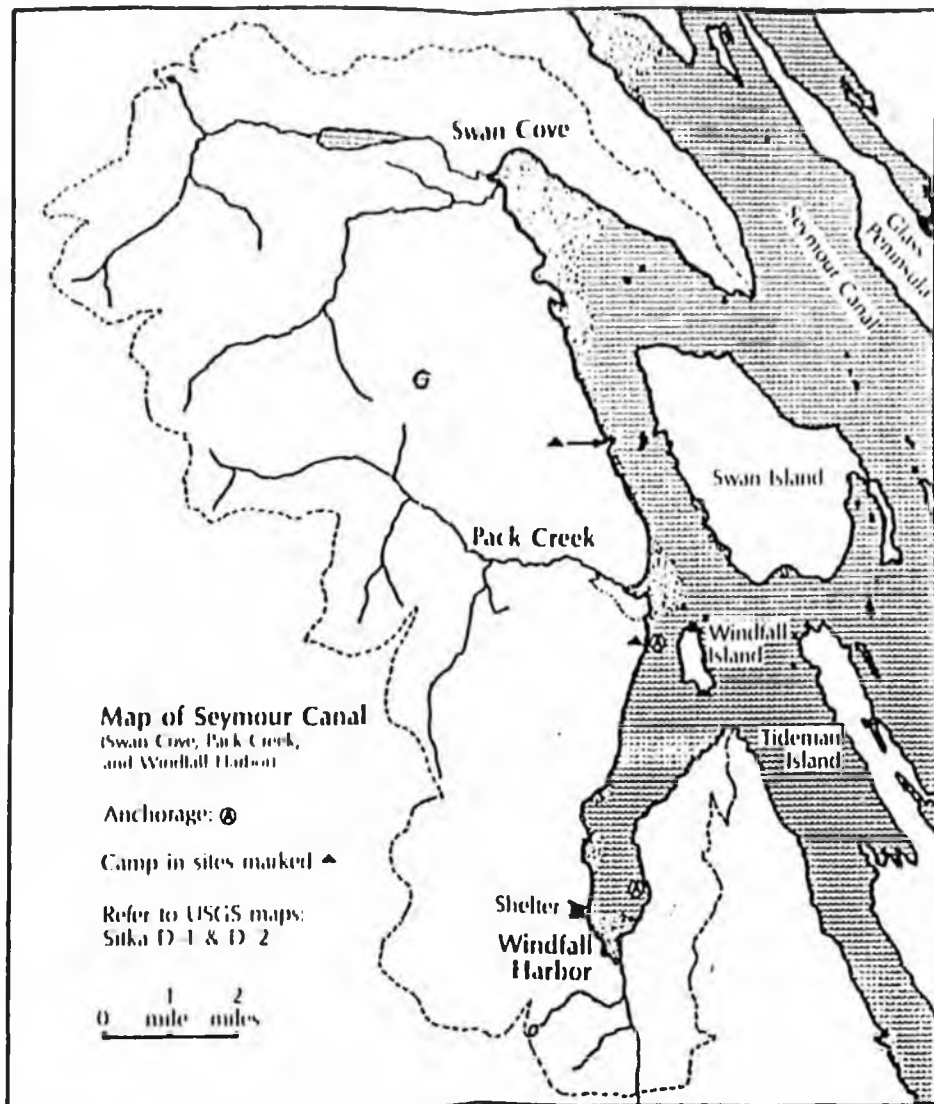 Swan Cove
Seymour Canal
Glass
Peninsula
G
Swan Island
Pack Creek
Windfall
Island
Map of Seymour Canal
(Swan Cove, Pack Creek,
and Windfall Harbor)
Tideman
Island
Anchorage: Ⓐ
Camp in sites marked ▲
Refer to USGS maps:
Sitka D-1 & D-2
Shelter
Windfall
Harbor
0 1 mile 2 miles